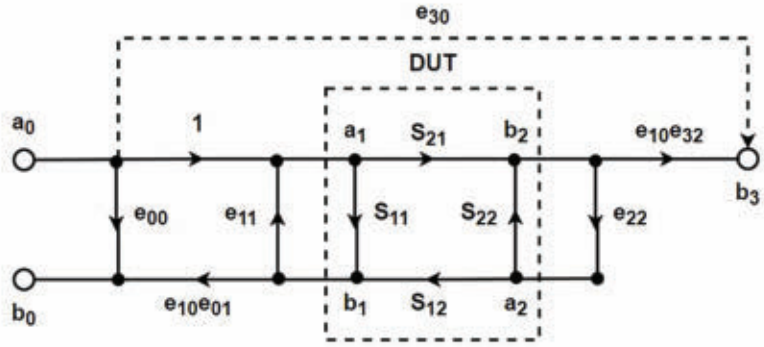 e30
DUT
a0 1 a1 S21 b2 e10e32
e00 e11 S11 S22 e22 b3
b0 e10e01 b1 S12 a2